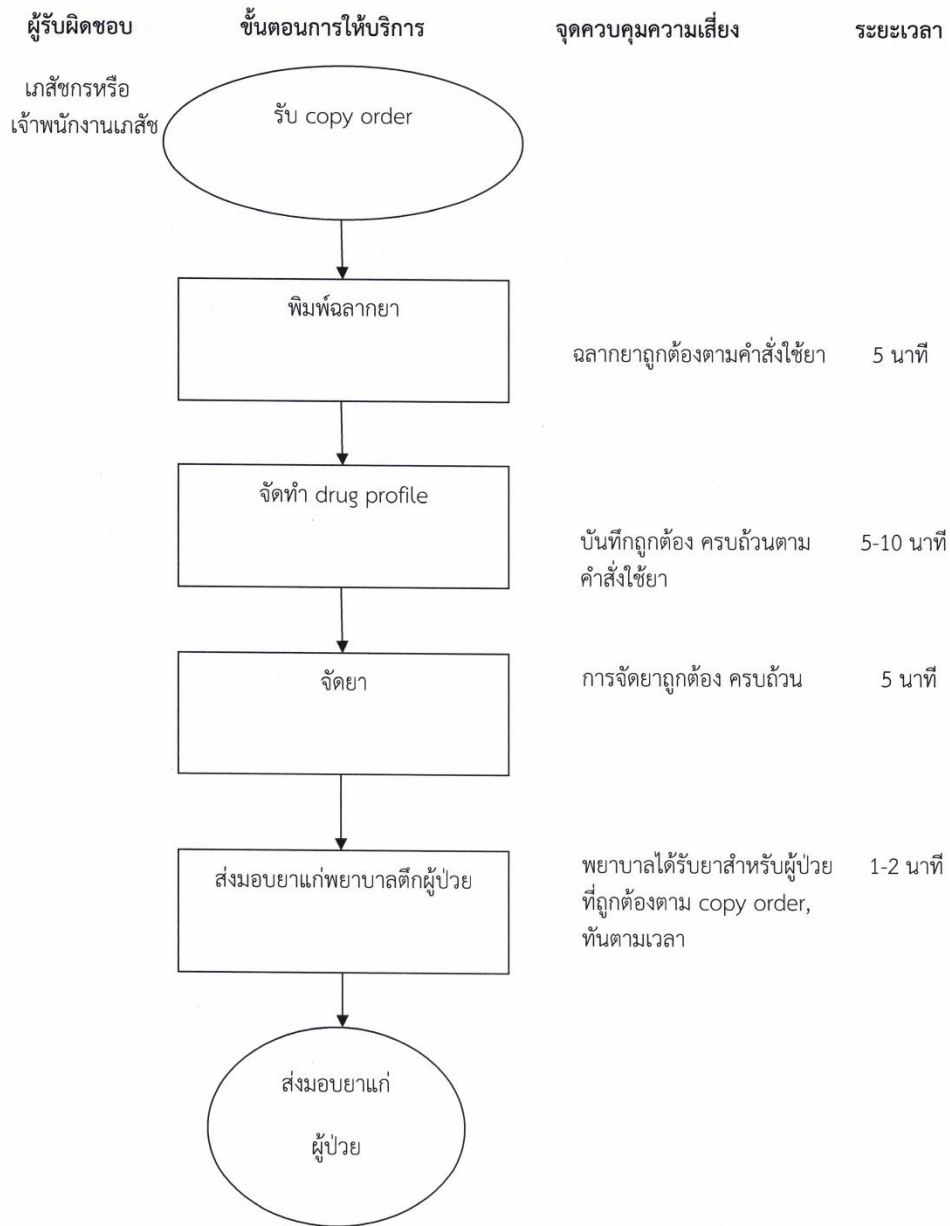 ผู้รับผิดชอบ ขั้นตอนการให้บริการ จุดควบคุมความเสี่ยง ระยะเวลา
เภสัชกรหรือ
เจ้าพนักงานเภสัช
รับ copy order
พิมพ์ฉลากยา
ฉลากยาถูกต้องตามคำสั่งใช้ยา 5 นาที
จัดทำ drug profile
บันทึกถูกต้อง ครบถ้วนตาม 5-10 นาที
คำสั่งใช้ยา
จัดยา การจัดยาถูกต้อง ครบถ้วน 5 นาที
ส่งมอบยาแก่พยาบาลตึกผู้ป่วย พยาบาลได้รับยาสำหรับผู้ป่วย 1-2 นาที
ที่ถูกต้องตาม copy order,
ทันตามเวลา
ส่งมอบยาแก่
ผู้ป่วย